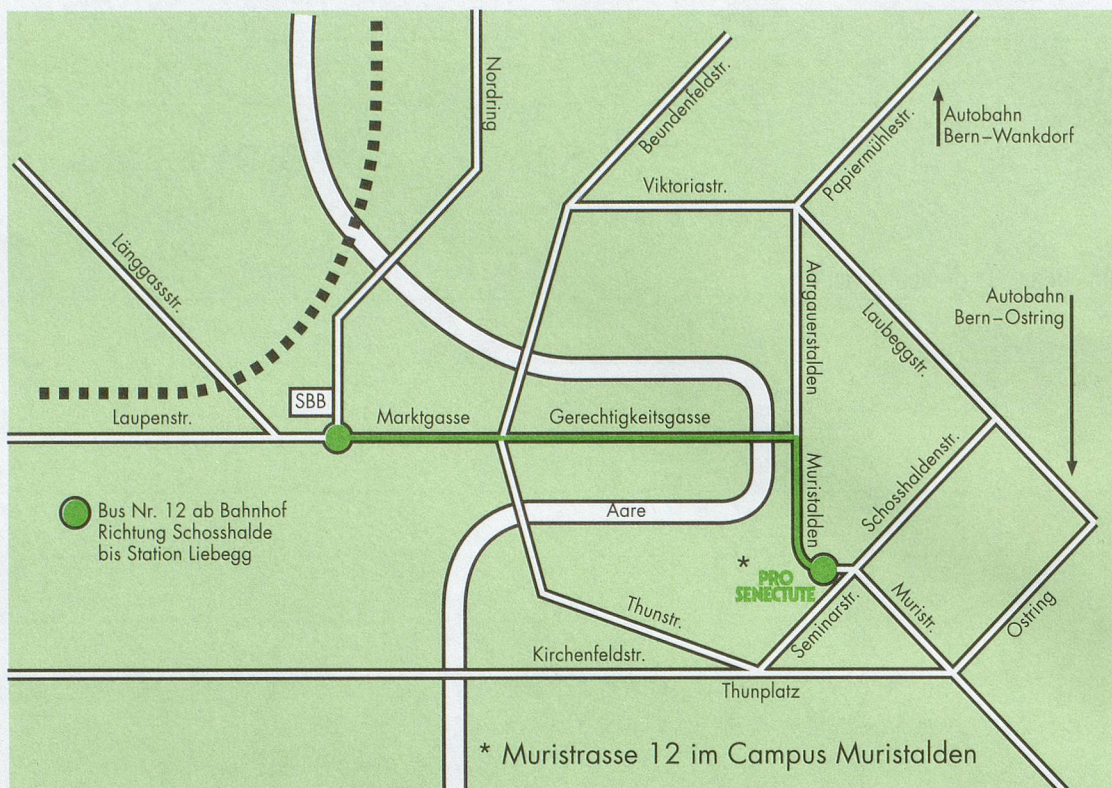 Nordring
Beundenfeldstr.
Papiermühlestr.
Autobahn
Bern–Wankdorf
Viktoriastr.
Länggassstr.
Aargauerstalden
Laubeggstr.
Autobahn
Bern–Ostring
SBB
Laupenstr.
Marktgasse
Gerechtigkeitsgasse
Muristalden
Schosshaldenstr.
Bus Nr. 12 ab Bahnhof
Richtung Schosshalde
bis Station Liebegg
Aare
*
PRO
SENECTUTE
Thunstr.
Seminarstr.
Muristr.
Ostring
Kirchenfeldstr.
Thunplatz
* Muristrasse 12 im Campus Muristalden